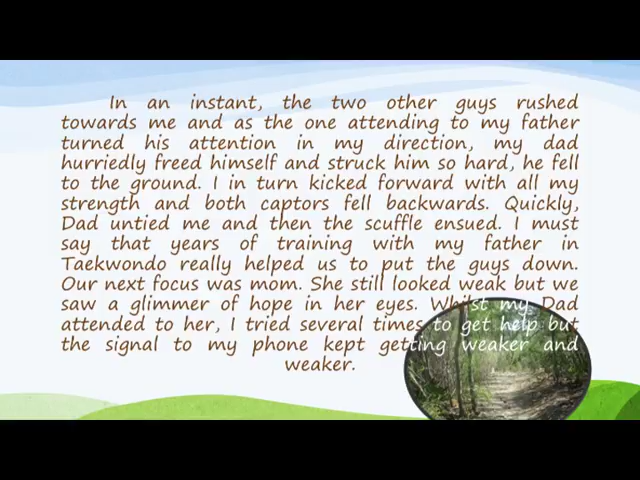 In an instant, the two other guys rushed
towards me and as the one attending to my father
turned his attention in my direction, my dad
hurriedly freed himself and struck him so hard, he fell
to the ground. I in turn kicked forward with all my
strength and both captors fell backwards. Quickly,
Dad untied me and then the scuffle ensued. I must
say that years of training with my father in
Taekwondo really helped us to put the guys down.
Our next focus was mom. She still looked weak but we
saw a glimmer of hope in her eyes. Whilst my Dad
attended to her, I tried several times to get help but
the signal to my phone kept getting weaker and
weaker.